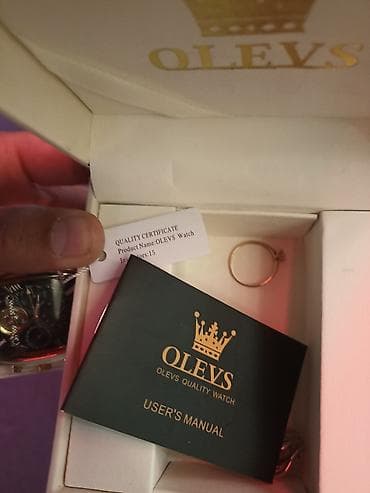 OLEVS
QUALITY CERTIFICATE
Product Name:OLEVS Watch
OLEVS
OLEVS QUALITY WATCH
USER'S MANUAL